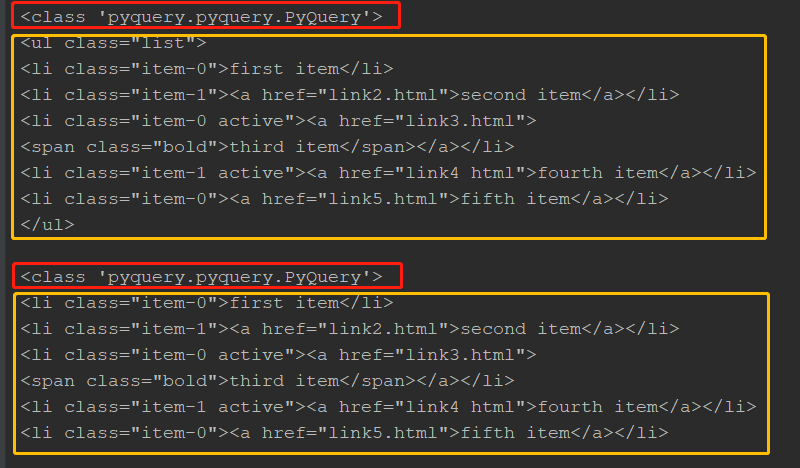 <class 'pyquery.pyquery.PyQuery'>
<ul class="list">
<li class="item-0">first item</li>
<li class="item-1"><a href="link2.html">second item</a></li>
<li class="item-0 active"><a href="link3.html">
<span class="bold">third item</span></a></li>
<li class="item-1 active"><a href="link4 html">fourth item</a></li>
<li class="item-0"><a href="link5.html">fifth item</a></li>
</ul>
<class 'pyquery.pyquery.PyQuery'>
<li class="item-0">first item</li>
<li class="item-1"><a href="link2.html">second item</a></li>
<li class="item-0 active"><a href="link3.html">
<span class="bold">third item</span></a></li>
<li class="item-1 active"><a href="link4 html">fourth item</a></li>
<li class="item-0"><a href="link5.html">fifth item</a></li>